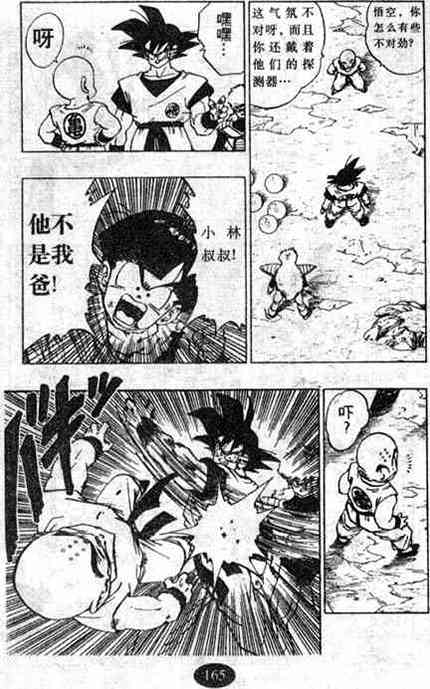 悟空，你
怎么有些
不对劲？
这气氛不
对呀，而且
你还戴着
他们的探
测器…
嘿嘿…
呀
小林
叔叔！
他不
是我
爸！
吓？
165